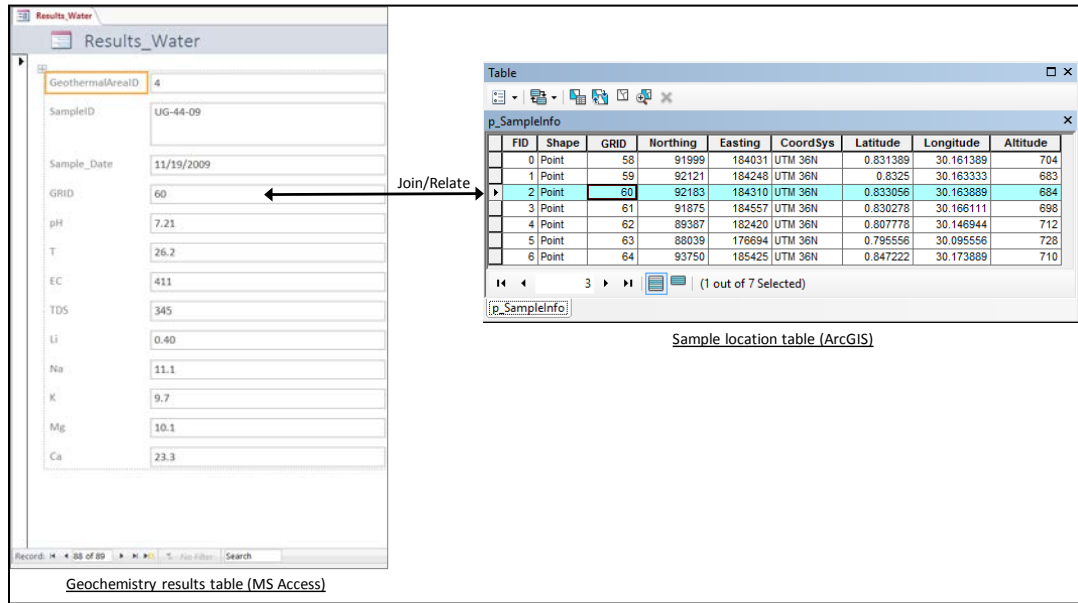 Results_Water
Results_Water
GeothermalAreaID 4
SampleID UG-44-09
Sample_Date 11/19/2009
GRID 60
pH 7.21
T 26.2
EC 411
TDS 345
Li 0.40
Na 11.1
K 9.7
Mg 10.1
Ca 23.3
Record: 88 of 89 No Filter Search
Geochemistry results table (MS Access)
Join/Relate
Table
p_SampleInfo
FID Shape GRID Northing Easting CoordSys Latitude Longitude Altitude
0 Point 58 91999 184031 UTM 36N 0.831389 30.161389 704
1 Point 59 92121 184248 UTM 36N 0.8325 30.163333 683
2 Point 60 92183 184310 UTM 36N 0.833056 30.163889 684
3 Point 61 91875 184557 UTM 36N 0.830278 30.166111 698
4 Point 62 89387 182420 UTM 36N 0.807778 30.146944 712
5 Point 63 88039 176694 UTM 36N 0.795556 30.095556 728
6 Point 64 93750 185425 UTM 36N 0.847222 30.173889 710
3 (1 out of 7 Selected)
p_SampleInfo
Sample location table (ArcGIS)